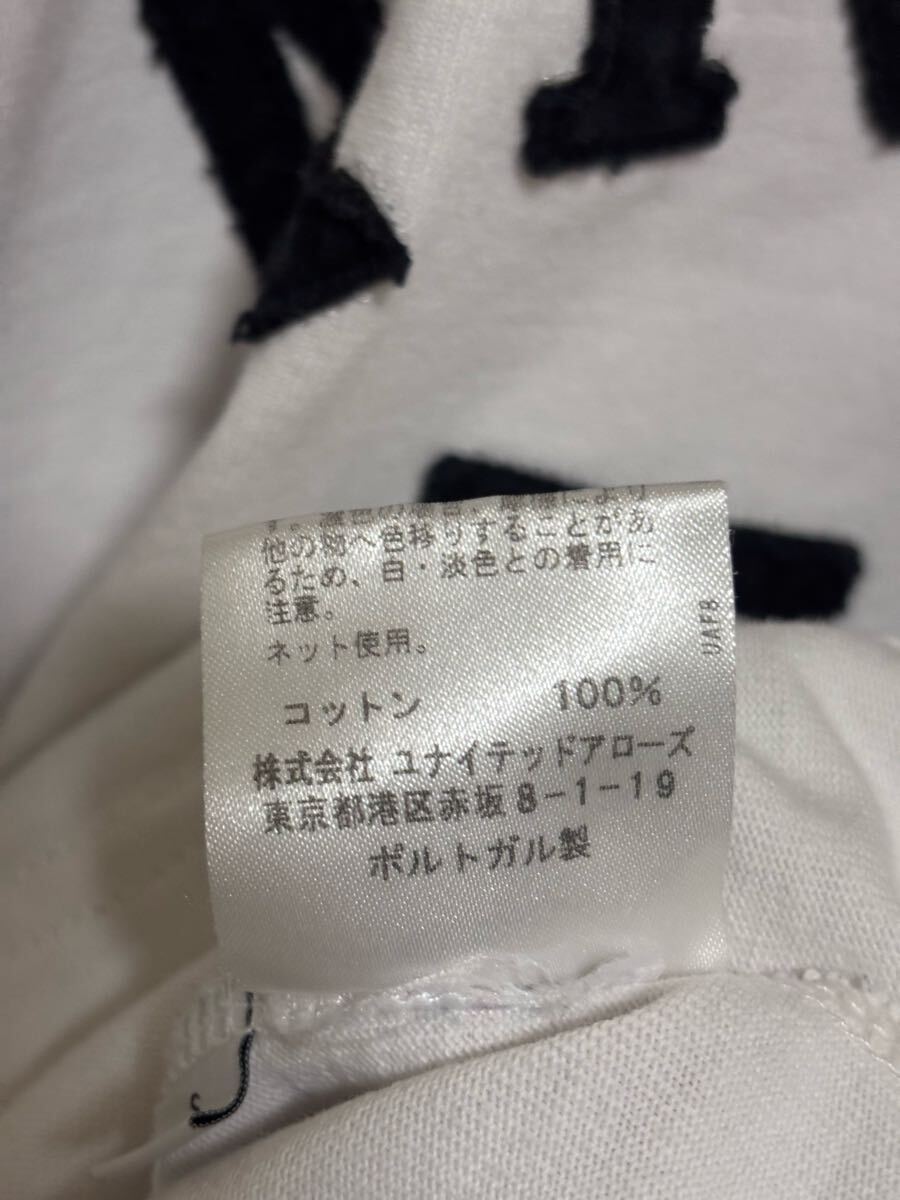 他の物へ色移りすることがあ
るため、白・淡色との着用に
注意。
ネット使用。
コットン 100%
株式会社 ユナイテッドアローズ
東京都港区赤坂8-1-19
ポルトガル製
UAF8